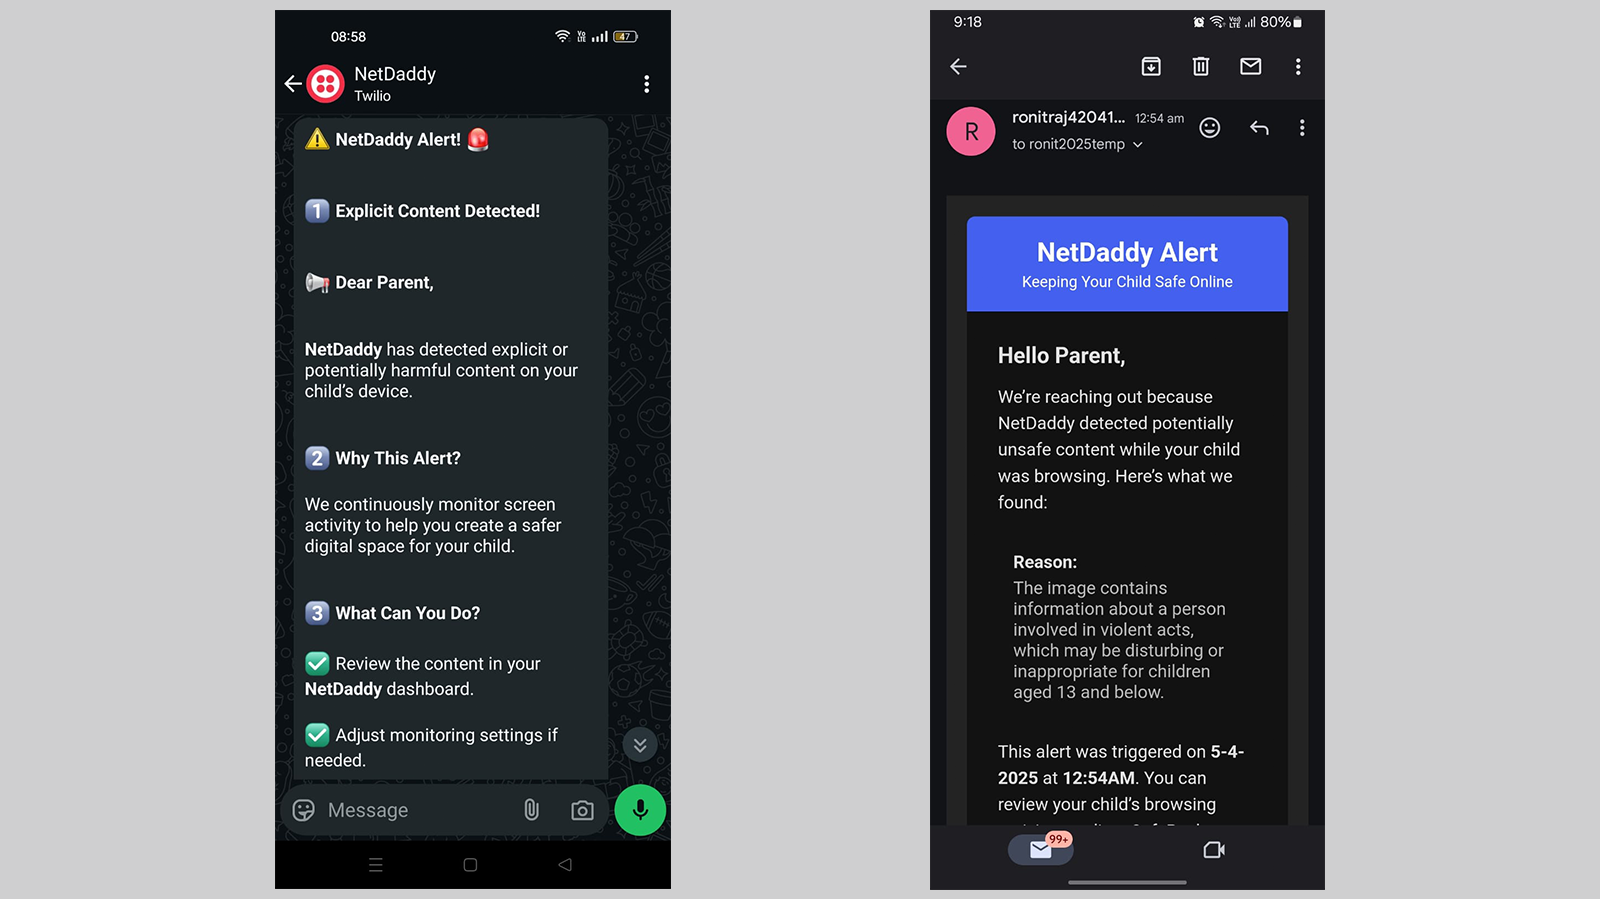 08:58
Vo LTE
47
NetDaddy
Twilio
NetDaddy Alert!
1 Explicit Content Detected!
Dear Parent,
NetDaddy has detected explicit or
potentially harmful content on your
child's device.
2 Why This Alert?
We continuously monitor screen
activity to help you create a safer
digital space for your child.
3 What Can You Do?
Review the content in your
NetDaddy dashboard.
Adjust monitoring settings if
needed.
Message
9:18
Vo) LTE
80%
R
ronitraj42041...
12:54 am
to ronit2025temp
NetDaddy Alert
Keeping Your Child Safe Online
Hello Parent,
We're reaching out because
NetDaddy detected potentially
unsafe content while your child
was browsing. Here's what we
found:
Reason:
The image contains
information about a person
involved in violent acts,
which may be disturbing or
inappropriate for children
aged 13 and below.
This alert was triggered on 5-4-
2025 at 12:54AM. You can
review your child's browsing
99+